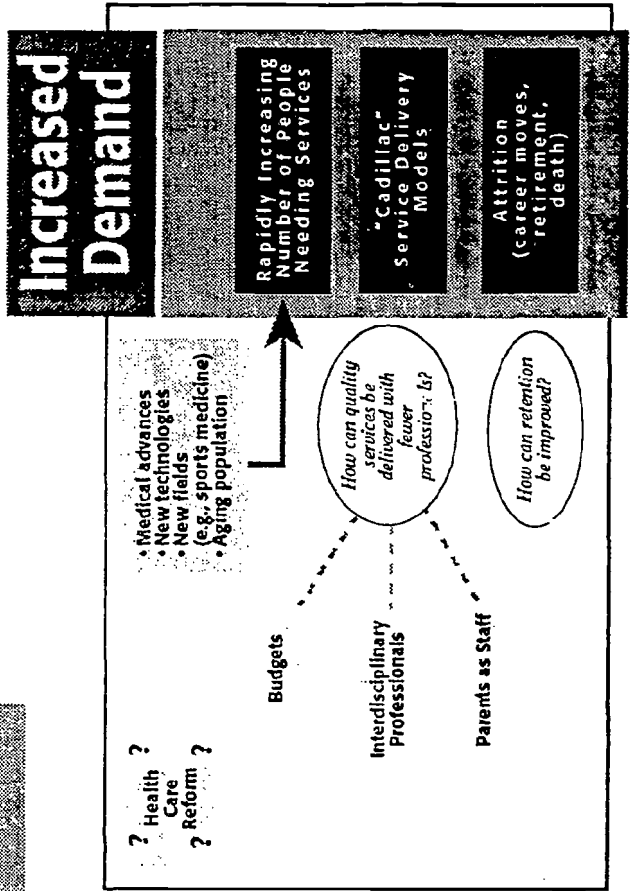 Increased
Demand
Rapidly Increasing
Number of People
Needing Services
"Cadillac"
Service Delivery
Models
Attrition
(career moves,
retirement,
death)
• Medical advances
• New technologies
• New fields
(e.g., sports medicine)
• Aging population
How can quality
services be
delivered with
fewer
professionals?
How can retention
be improved?
Budgets
Interdisciplinary
Professionals
Parents as Staff
? ?
Health
Care
Reform
? ?